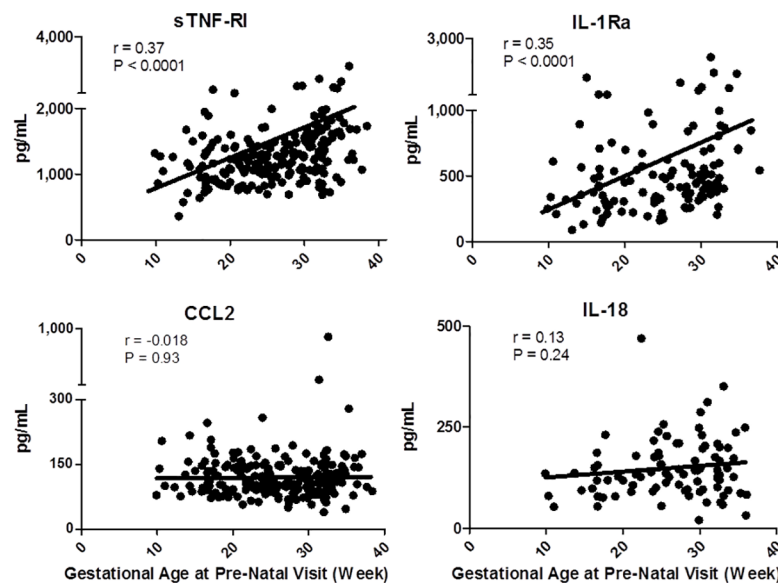 sTNF-RI
r = 0.37
P < 0.0001
4,000
2,000
1,000
0
pg/mL
0
10
20
30
40
IL-1Ra
r = 0.35
P < 0.0001
3,000
1,000
500
0
pg/mL
0
10
20
30
40
CCL2
r = -0.018
P = 0.93
1,000
300
150
0
pg/mL
0
10
20
30
40
Gestational Age at Pre-Natal Visit (Week)
IL-18
r = 0.13
P = 0.24
500
250
0
pg/mL
0
10
20
30
40
Gestational Age at Pre-Natal Visit (Week)